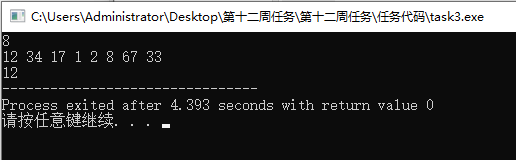 C:\Users\Administrator\Desktop\第十二周任务\第十二周任务\任务代码\task3.exe
8
12 34 17 1 2 8 67 33
12
--------------------------------
Process exited after 4.393 seconds with return value 0
请按任意键继续. . .